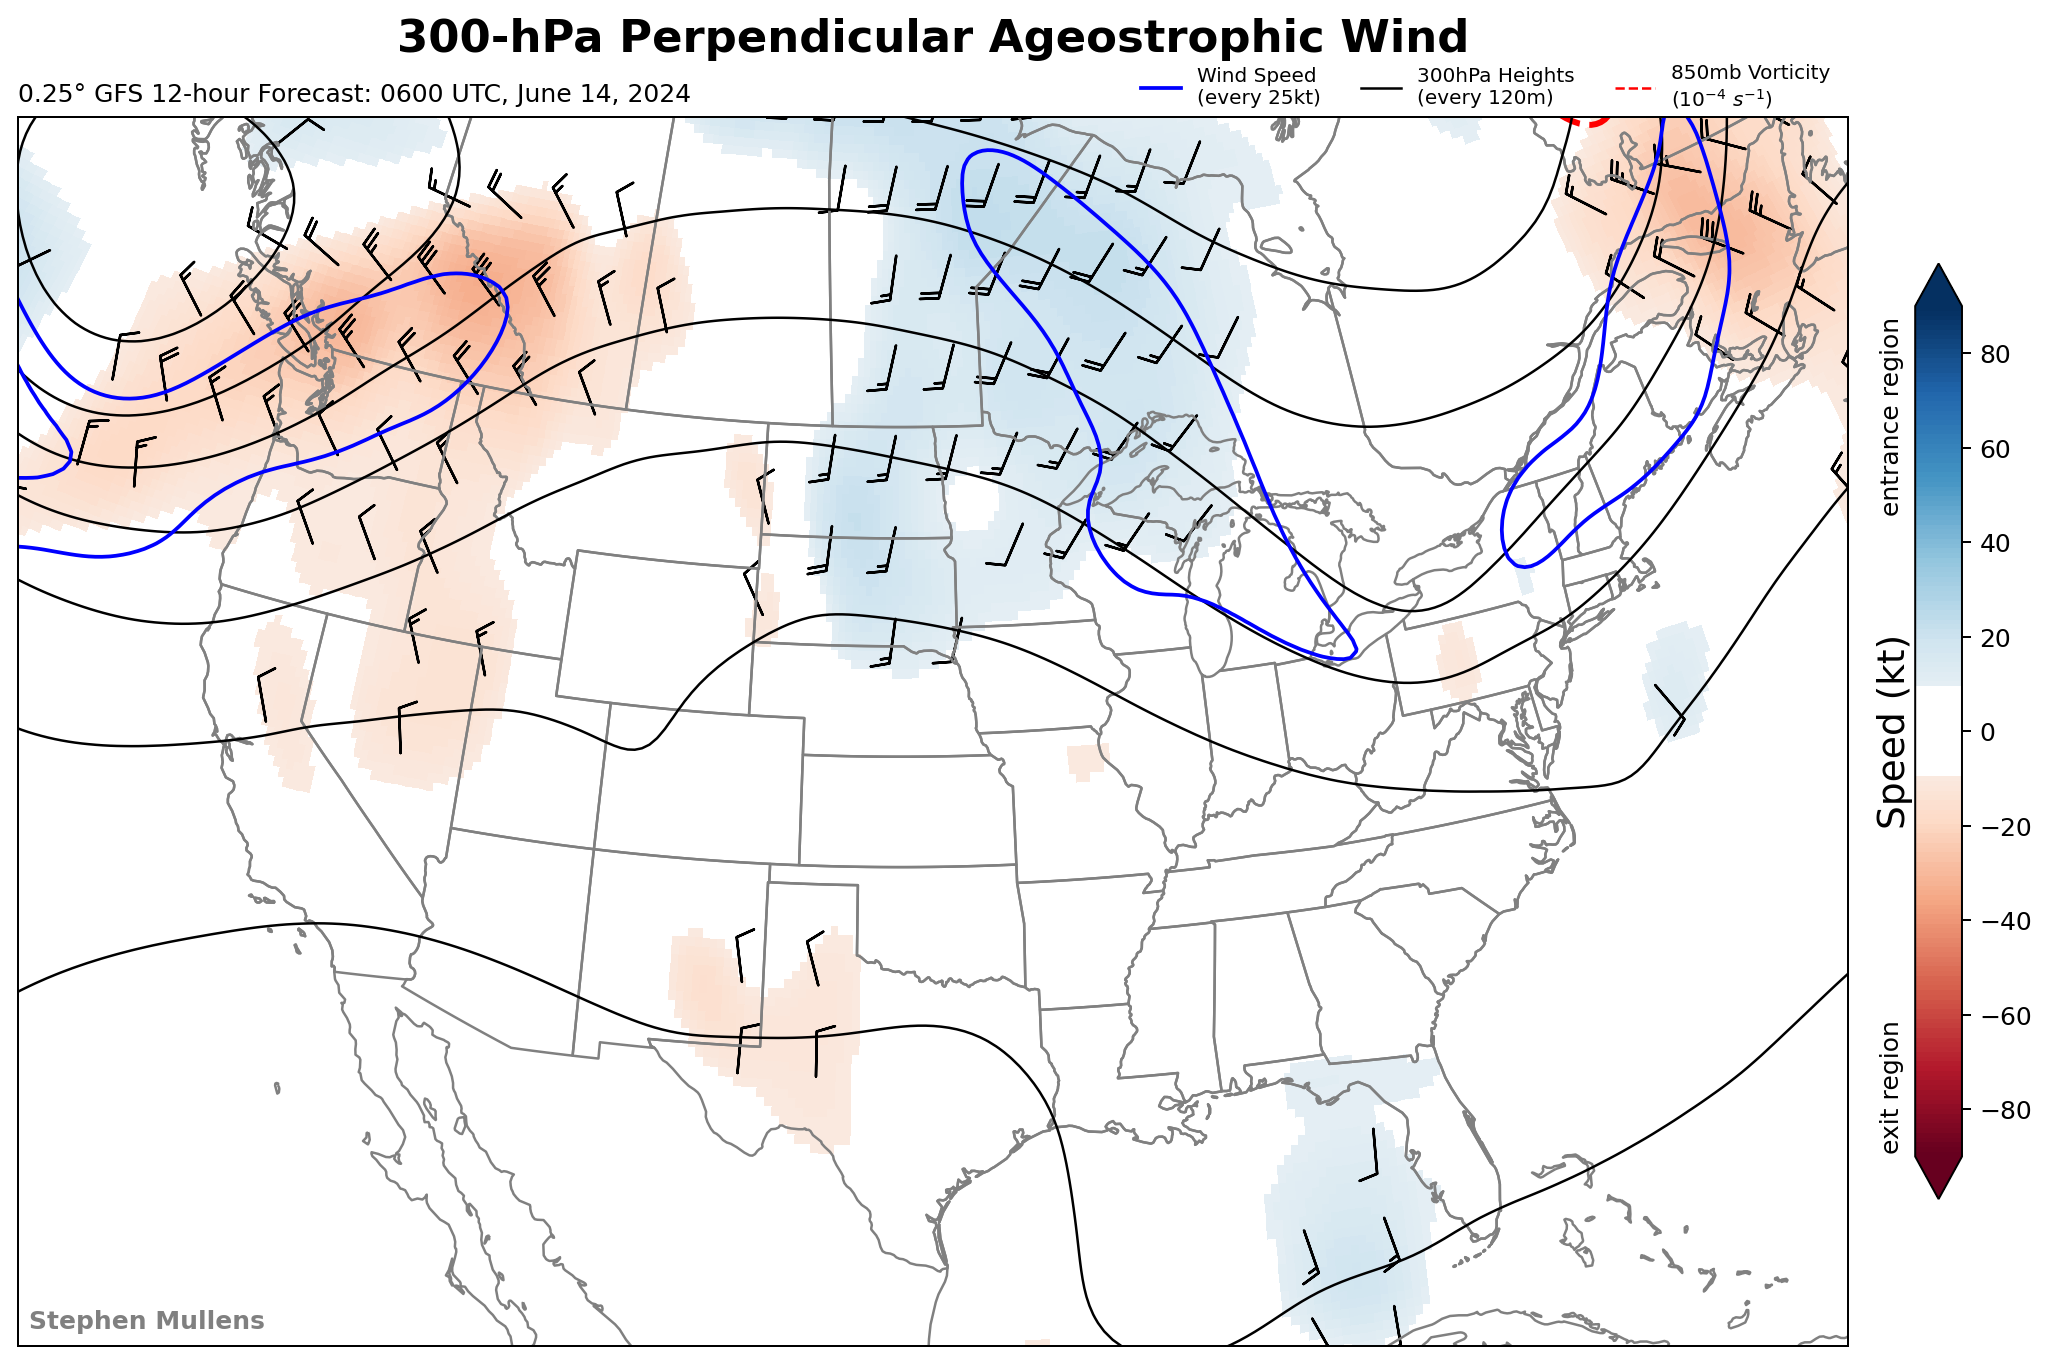 300-hPa Perpendicular Ageostrophic Wind
0.25° GFS 12-hour Forecast: 0600 UTC, June 14, 2024
Wind Speed
(every 25kt)
300hPa Heights
(every 120m)
850mb Vorticity
(10⁻⁴ s⁻¹)
entrance region
Speed (kt)
exit region
80
60
40
20
0
−20
−40
−60
−80
Stephen Mullens